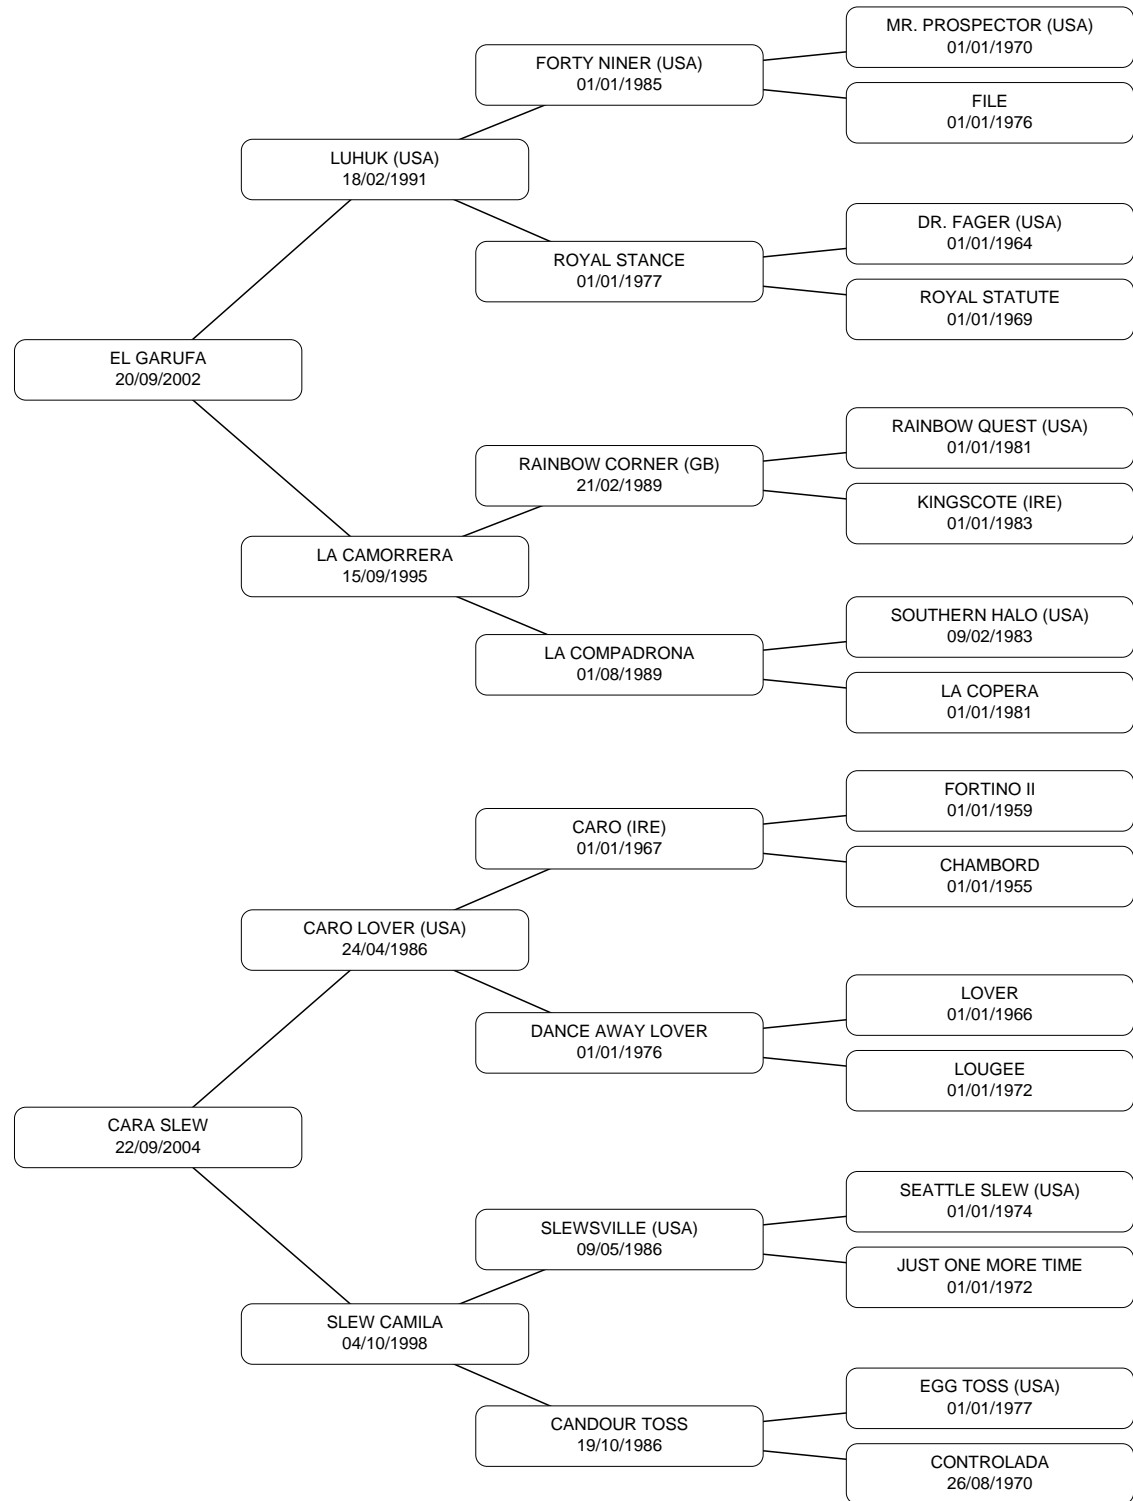 MR. PROSPECTOR (USA)
01/01/1970
FORTY NINER (USA)
01/01/1985
FILE
01/01/1976
LUHUK (USA)
18/02/1991
DR. FAGER (USA)
01/01/1964
ROYAL STANCE
01/01/1977
ROYAL STATUTE
01/01/1969
EL GARUFA
20/09/2002
RAINBOW QUEST (USA)
01/01/1981
RAINBOW CORNER (GB)
21/02/1989
KINGSCOTE (IRE)
01/01/1983
LA CAMORRERA
15/09/1995
SOUTHERN HALO (USA)
09/02/1983
LA COMPADRONA
01/08/1989
LA COPERA
01/01/1981
FORTINO II
01/01/1959
CARO (IRE)
01/01/1967
CHAMBORD
01/01/1955
CARO LOVER (USA)
24/04/1986
LOVER
01/01/1966
DANCE AWAY LOVER
01/01/1976
LOUGEE
01/01/1972
CARA SLEW
22/09/2004
SEATTLE SLEW (USA)
01/01/1974
SLEWSVILLE (USA)
09/05/1986
JUST ONE MORE TIME
01/01/1972
SLEW CAMILA
04/10/1998
EGG TOSS (USA)
01/01/1977
CANDOUR TOSS
19/10/1986
CONTROLADA
26/08/1970